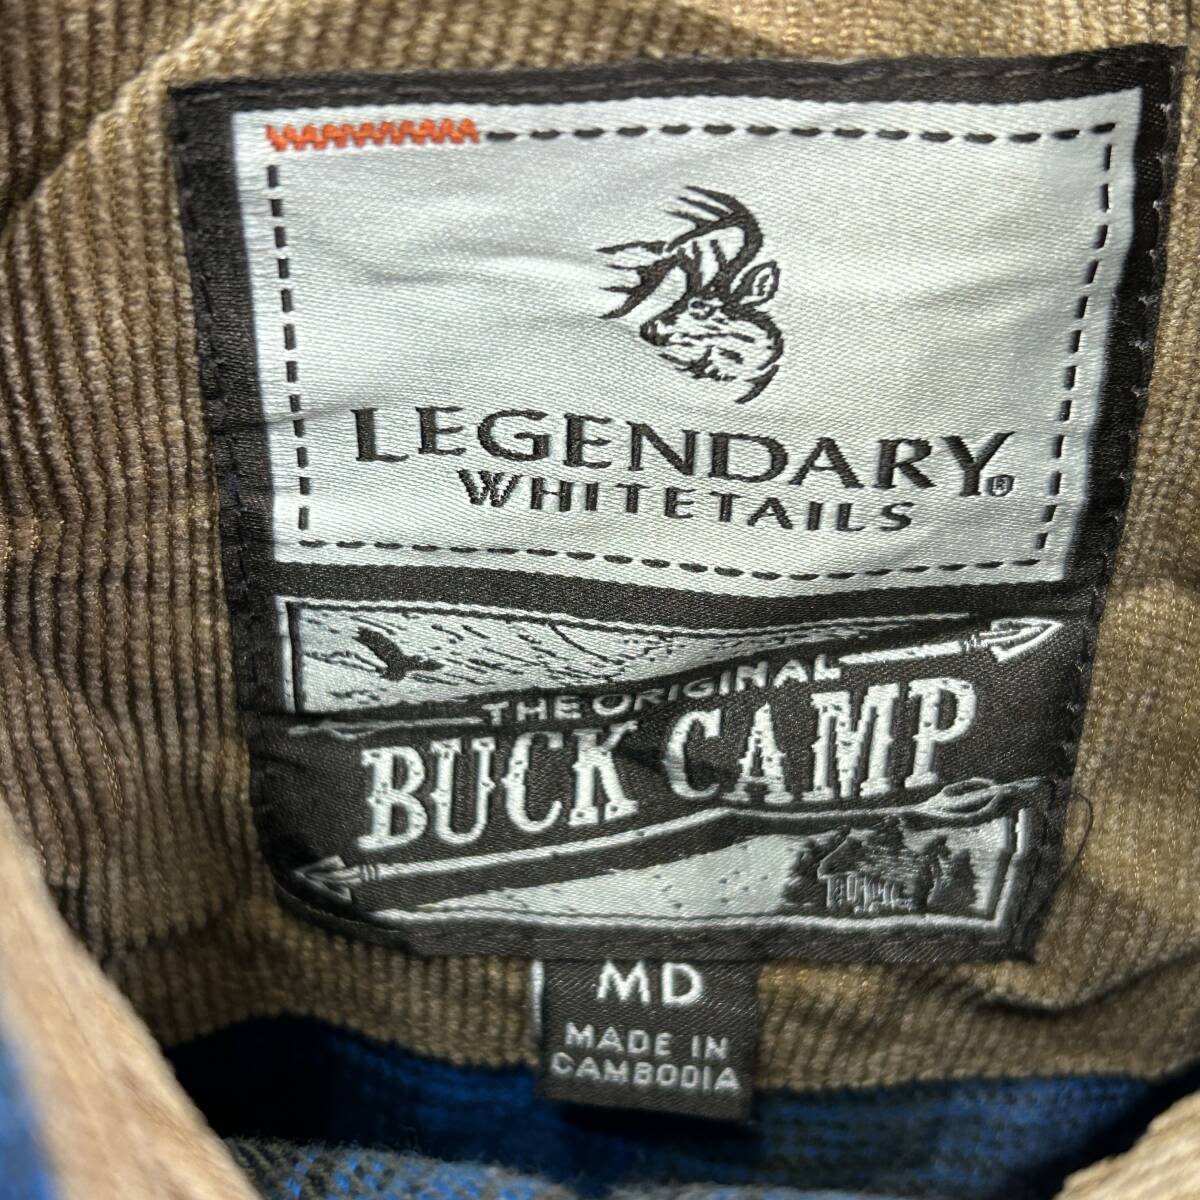 LEGENDARY®
WHITETAILS
THE ORIGINAL
BUCK CAMP
MD
MADE IN
CAMBODIA